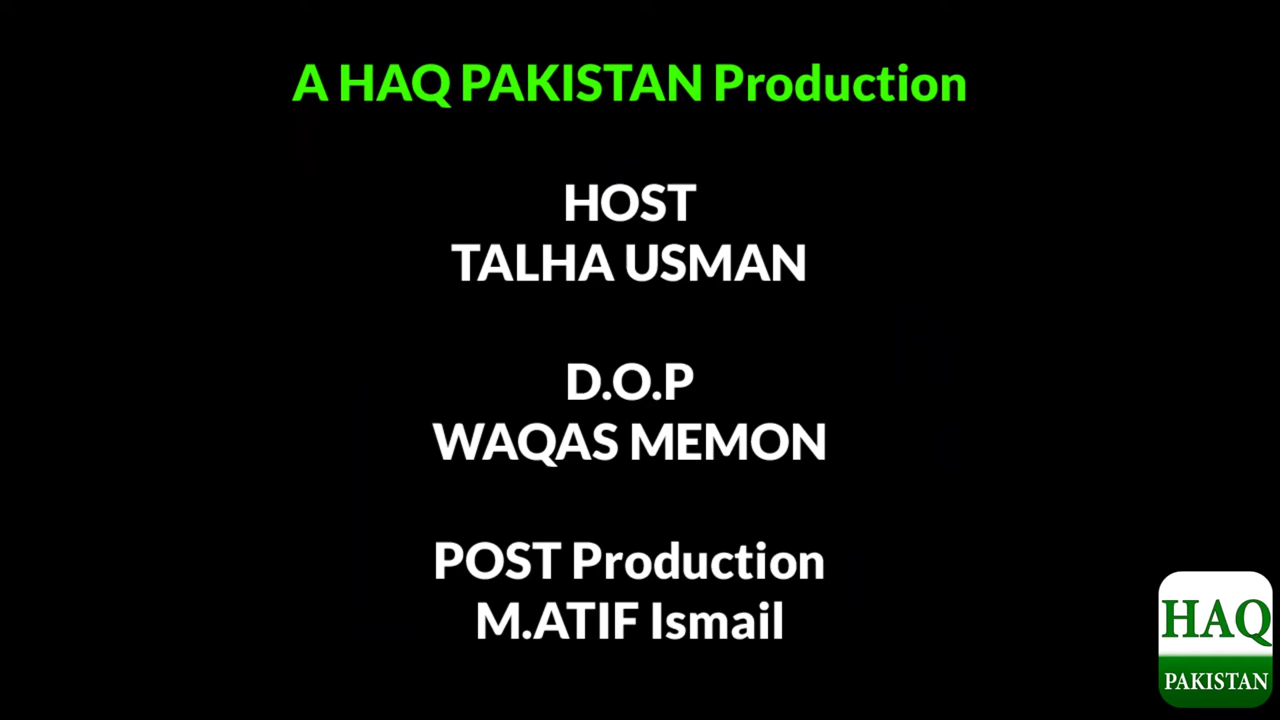 A HAQ PAKISTAN Production
HOST
TALHA USMAN
D.O.P
WAQAS MEMON
POST Production
M.ATIF Ismail
HAQ
PAKISTAN